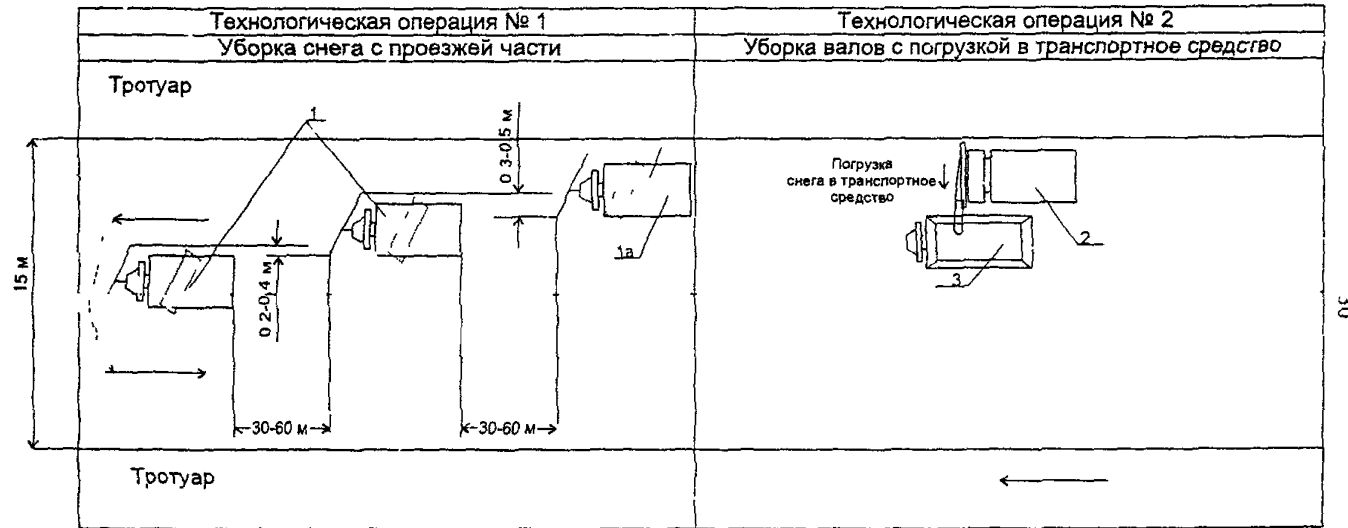 Технологическая операция № 1
Технологическая операция № 2
Уборка снега с проезжей части
Уборка валов с погрузкой в транспортное средство
Тротуар
1
0 3-0 5 м
Погрузка
снега в транспортное
средство
1а
2
3
15 м
0 2-0,4 м
30-60 м
30-60 м
Тротуар
30